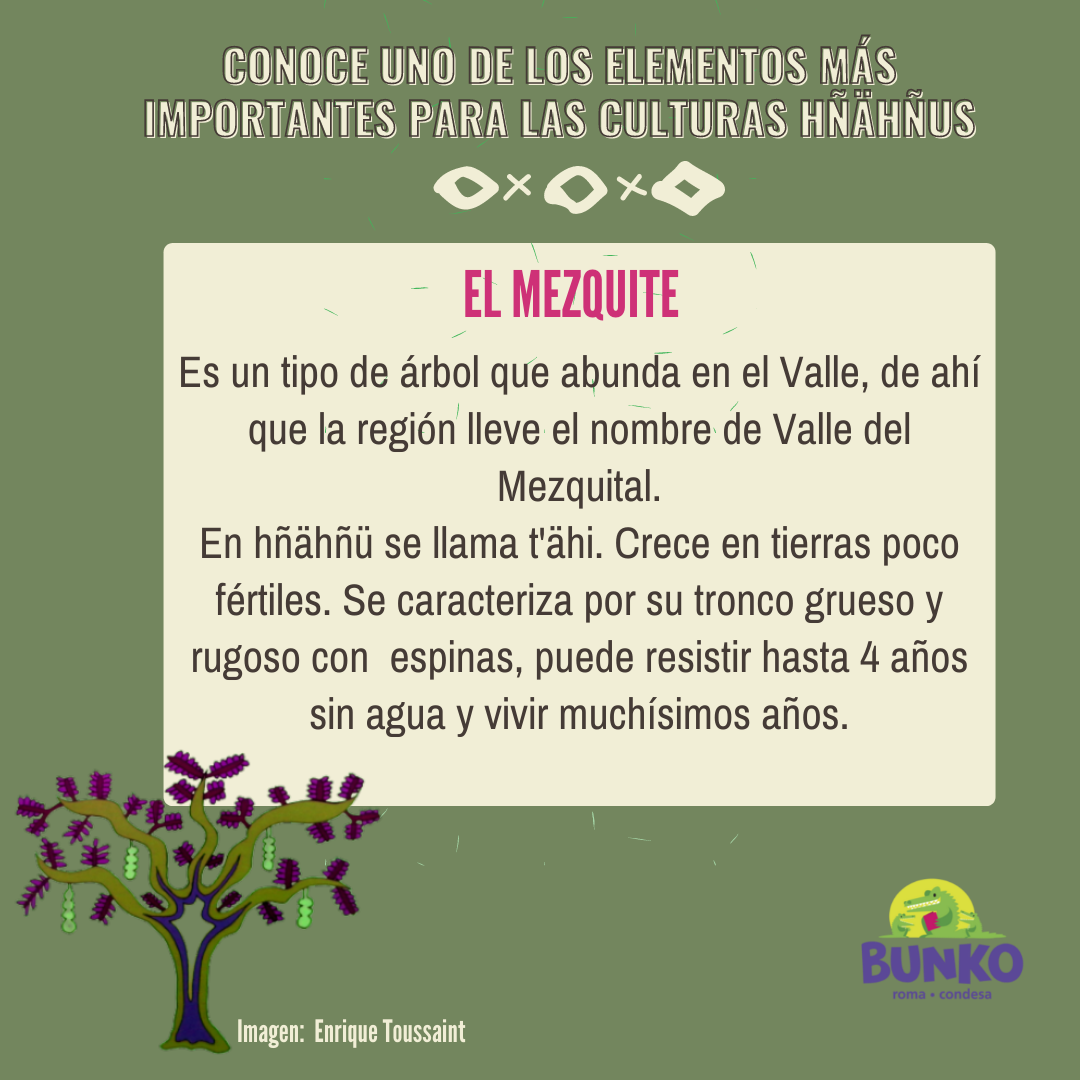 CONOCE UNO DE LOS ELEMENTOS MÁS
IMPORTANTES PARA LAS CULTURAS HÑÄHÑUS
EL MEZQUITE
Es un tipo de árbol que abunda en el Valle, de ahí
que la región lleve el nombre de Valle del
Mezquital.
En hñähñü se llama t'ähi. Crece en tierras poco
fértiles. Se caracteriza por su tronco grueso y
rugoso con  espinas, puede resistir hasta 4 años
sin agua y vivir muchísimos años.
BUNKO
roma • condesa
Imagen: Enrique Toussaint